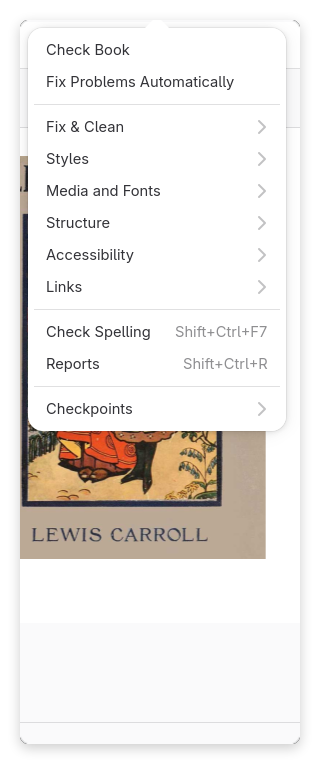 Check Book
Fix Problems Automatically
Fix & Clean
Styles
Media and Fonts
Structure
Accessibility
Links
Check Spelling Shift+Ctrl+F7
Reports Shift+Ctrl+R
Checkpoints
LEWIS CARROLL